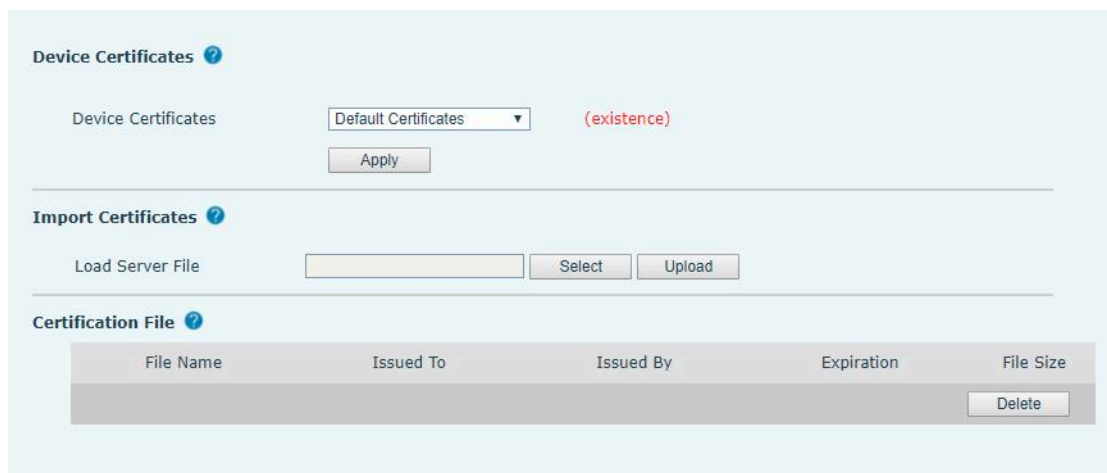 Device Certificates ?
Device Certificates Default Certificates ▼ (existence)
Apply
Import Certificates ?
Load Server File Select Upload
Certification File ?
File Name Issued To Issued By Expiration File Size
Delete